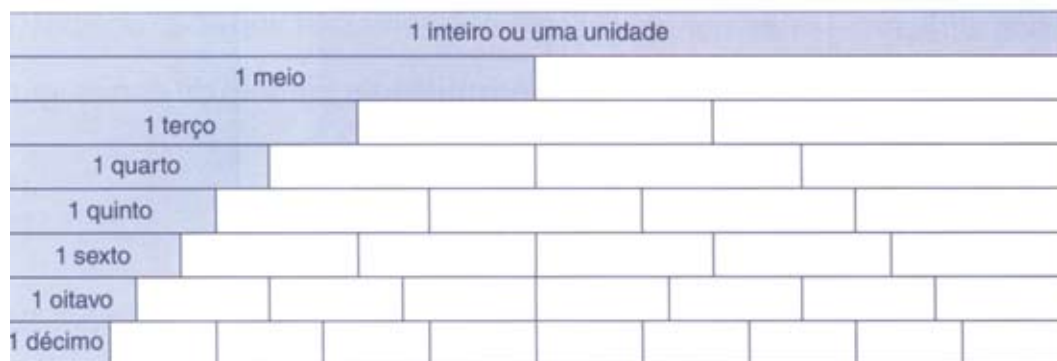 1 inteiro ou uma unidade
1 meio
1 terço
1 quarto
1 quinto
1 sexto
1 oitavo
1 décimo